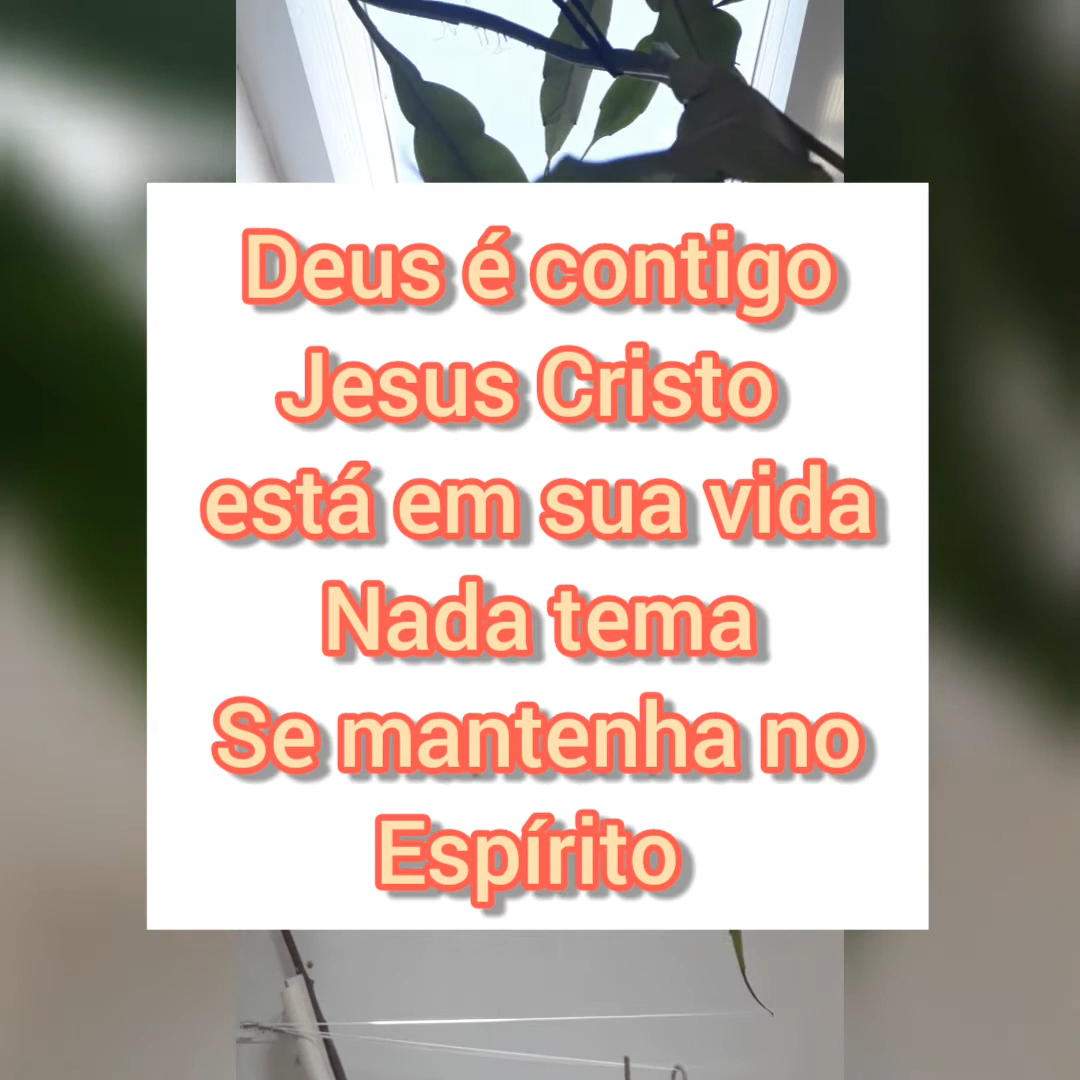 Deus é contigo
Jesus Cristo
está em sua vida
Nada tema
Se mantenha no
Espírito